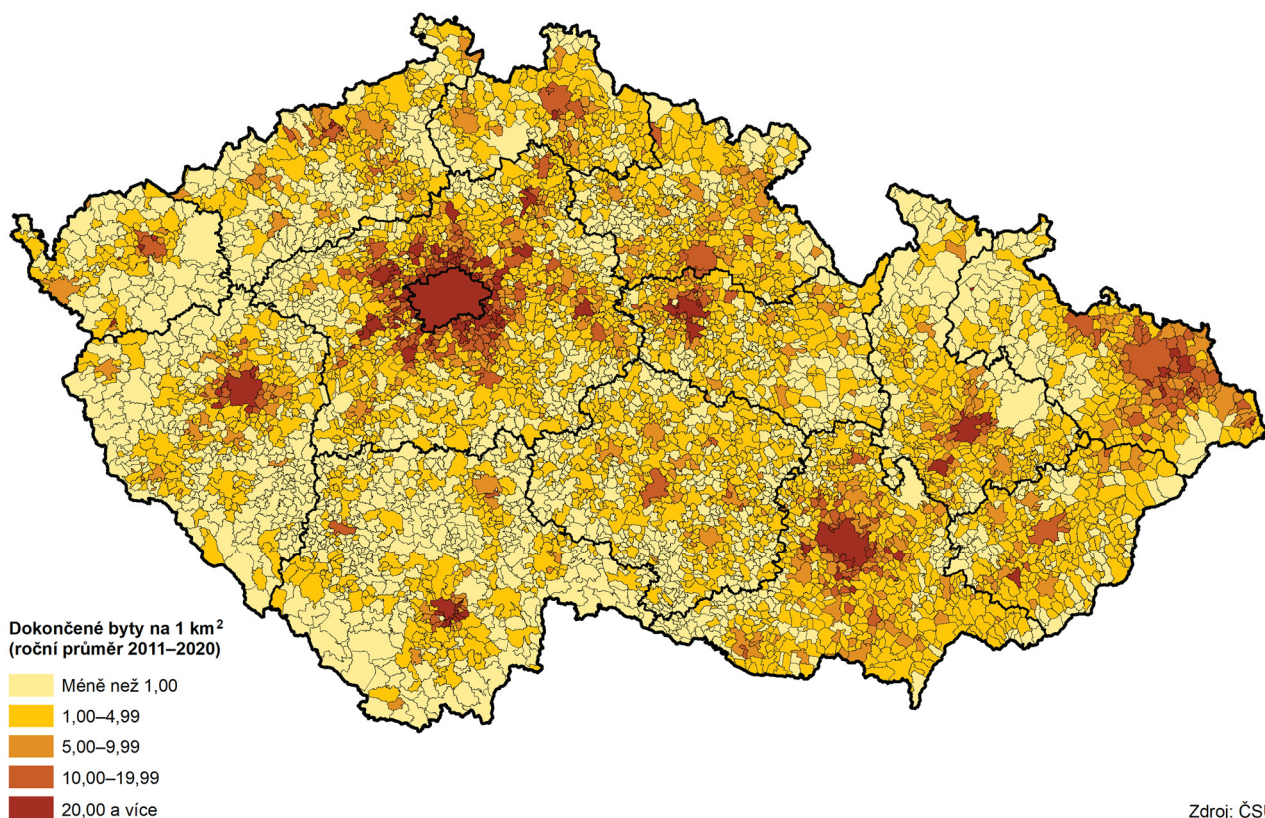 Dokončené byty na 1 km²
(roční průměr 2011–2020)
Méně než 1,00
1,00–4,99
5,00–9,99
10,00–19,99
20,00 a více
Zdroj: ČSÚ